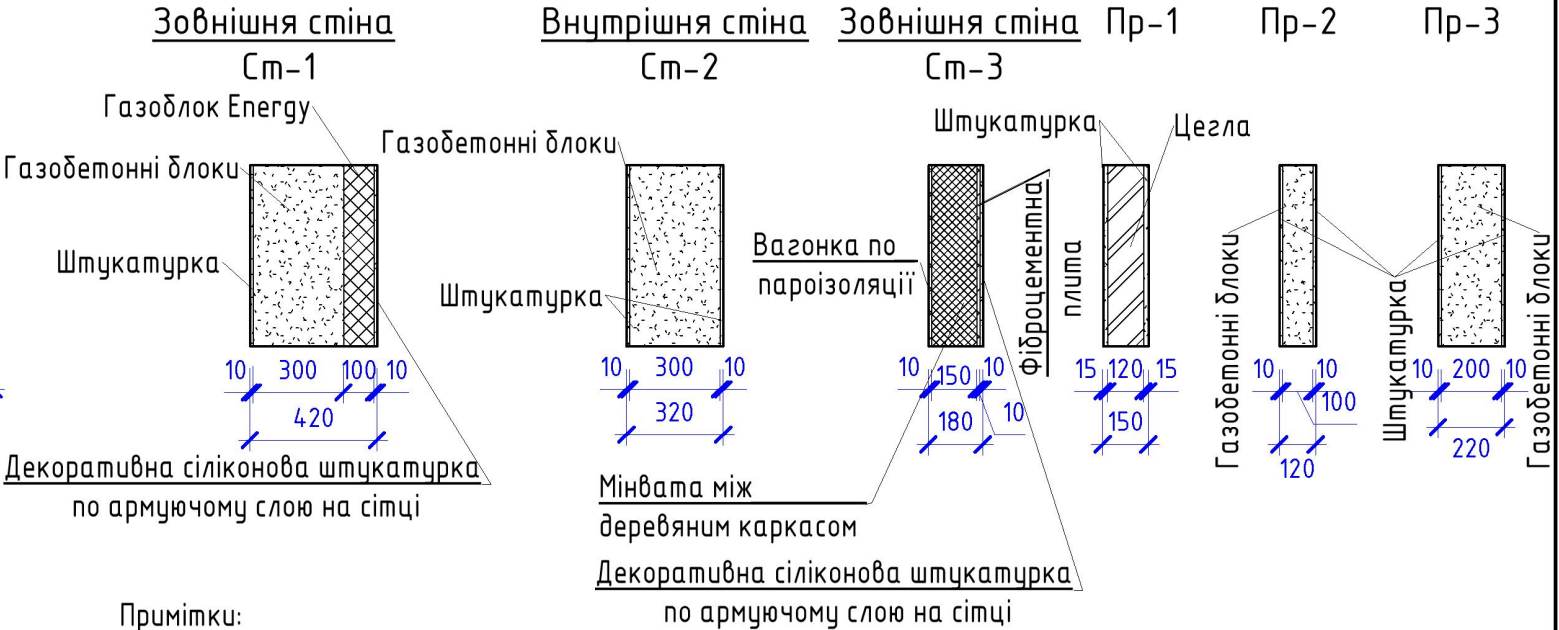 Зовнішня стіна
Ст-1
Газоблок Energy
Газобетонні блоки
Штукатурка
10 300 100 10
420
Декоративна сіліконова штукатурка
по армуючому слою на сітці
Внутрішня стіна
Ст-2
Газобетонні блоки
Штукатурка
10 300 10
320
Зовнішня стіна
Ст-3
Вагонка по
пароізоляції
Фіброцементна
плита
10 150 10
10
180
Мінвата між
деревяним каркасом
Декоративна сіліконова штукатурка
по армуючому слою на сітці
Пр-1
Штукатурка
Цегла
15 120 15
150
Пр-2
Газобетонні блоки
10 10
100
120
Штукатурка
Пр-3
Газобетонні блоки
10 200 10
220
Примітки: